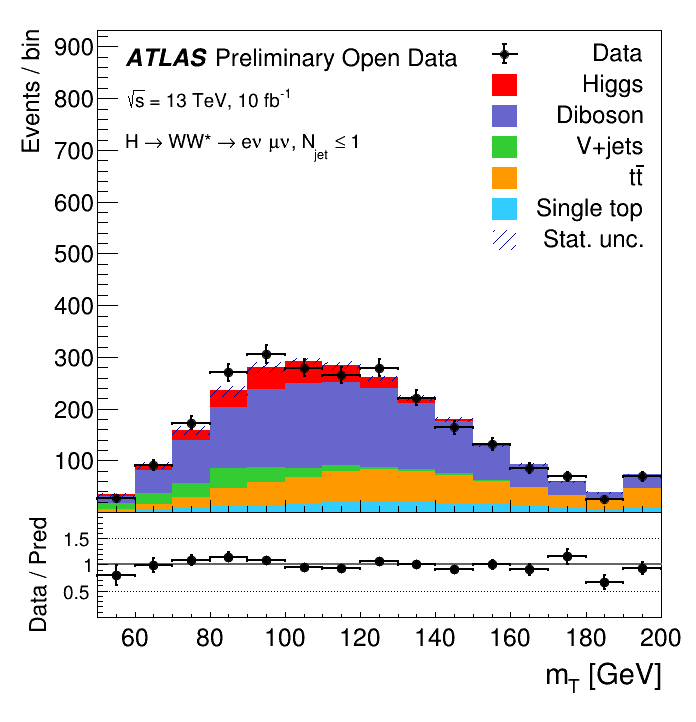 ATLAS Preliminary Open Data
√s = 13 TeV, 10 fb⁻¹
H → WW* → eν μν, N_jet ≤ 1
Data
Higgs
Diboson
V+jets
tt̄
Single top
Stat. unc.
Events / bin
900
800
700
600
500
400
300
200
100
Data / Pred
1.5
1
0.5
60 80 100 120 140 160 180 200
m_T [GeV]